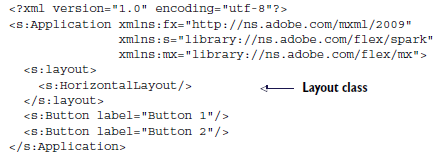 <?xml version="1.0" encoding="utf-8"?>
<s:Application xmlns:fx="http://ns.adobe.com/mxml/2009"
xmlns:s="library://ns.adobe.com/flex/spark"
xmlns:mx="library://ns.adobe.com/flex/mx">
<s:layout>
<s:HorizontalLayout/> Layout class
</s:layout>
<s:Button label="Button 1"/>
<s:Button label="Button 2"/>
</s:Application>